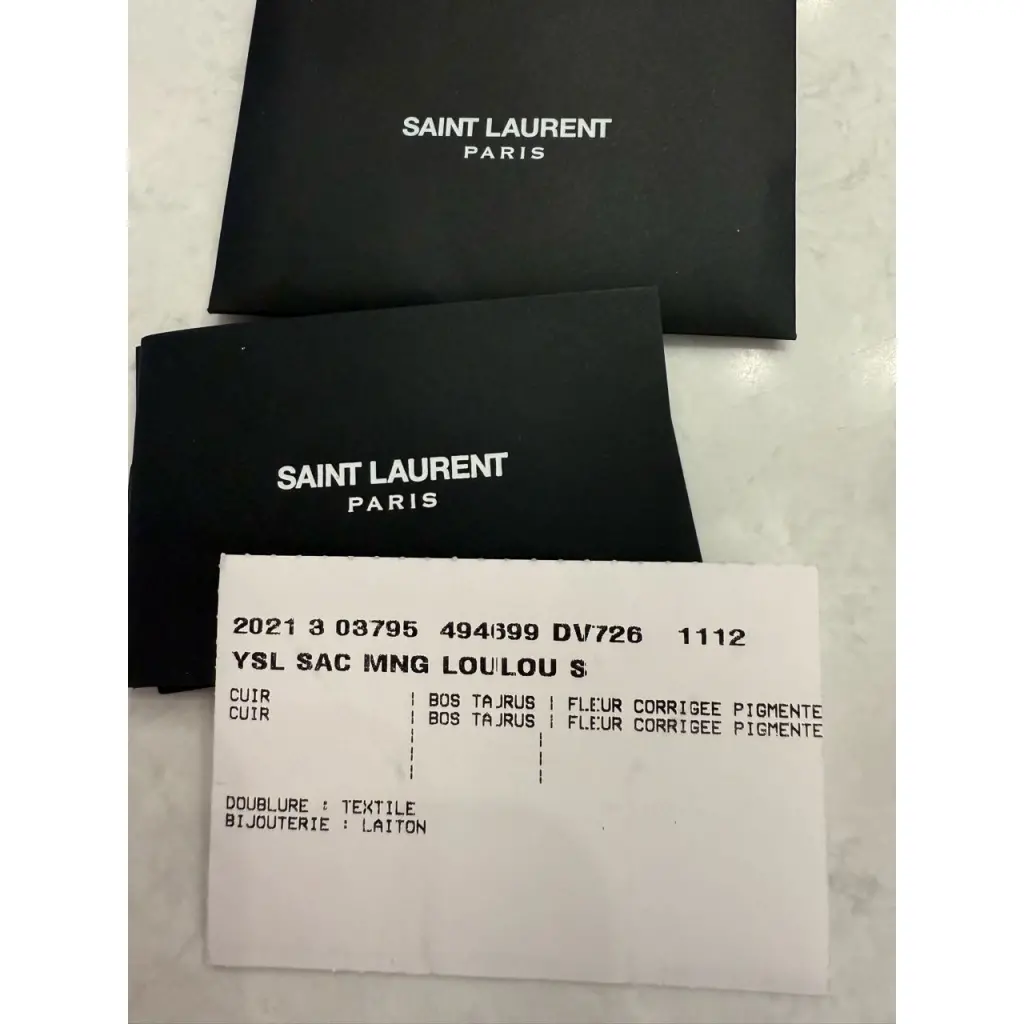 SAINT LAURENT
PARIS
SAINT LAURENT
PARIS
2021 3 03795 494699 DV726 1112
YSL SAC MNG LOULOU S
CUIR | BOS TAURUS | FLEUR CORRIGEE PIGMENTE
CUIR | BOS TAURUS | FLEUR CORRIGEE PIGMENTE
DOUBLURE : TEXTILE
BIJOUTERIE : LAITON